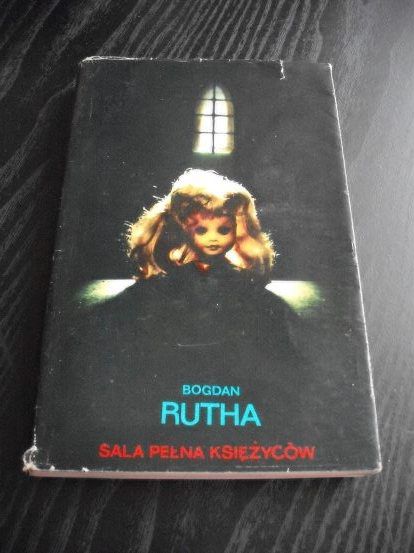 BOGDAN
RUTHA
SALA PEŁNA KSIĘŻYCÓW